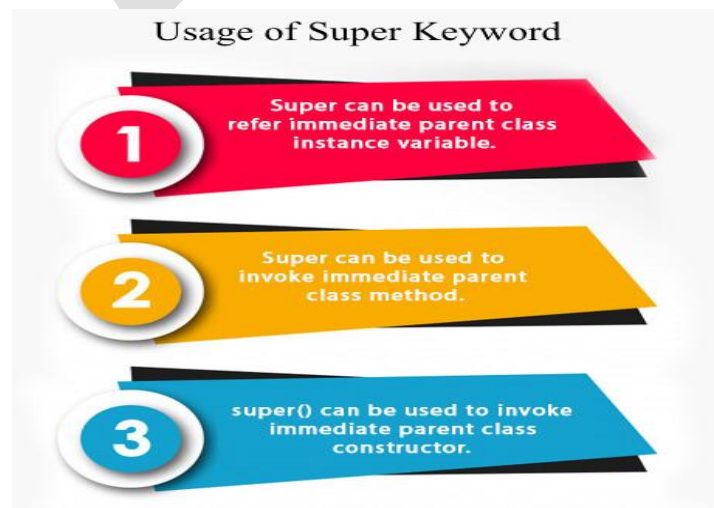 Usage of Super Keyword
1
Super can be used to
refer immediate parent class
instance variable.
2
Super can be used to
invoke immediate parent
class method.
3
super() can be used to invoke
immediate parent class
constructor.